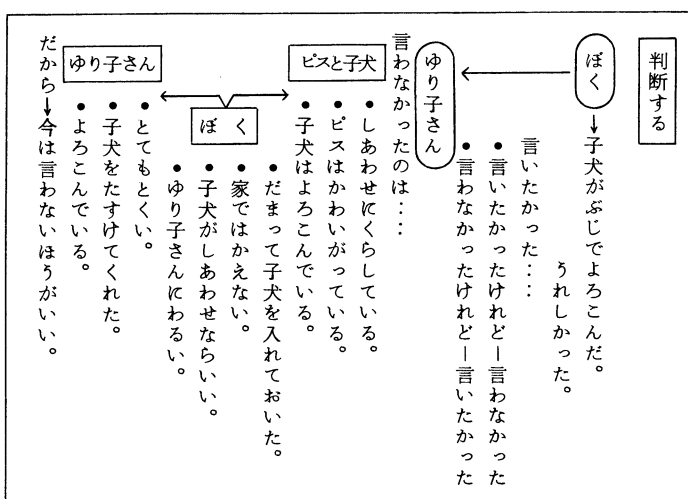 判断する
ぼく→子犬がぶじでよろこんだ。
うれしかった。
言いたかった‥‥
●言いたかったけれど―言わなかった
●言わなかったけれど―言いたかった
ゆり子さん
言わなかったのは‥‥
ピスと子犬
●しあわせにくらしている。
●ピスはかわいがっている。
●子犬はよろこんでいる。
ぼく
●だまって子犬を入れておいた。
●家ではかえない。
●子犬がしあわせならいい。
●ゆり子さんにわるい。
ゆり子さん
●とてもとくい。
●子犬をたすけてくれた。
●よろこんでいる。
だから→今は言わないほうがいい。